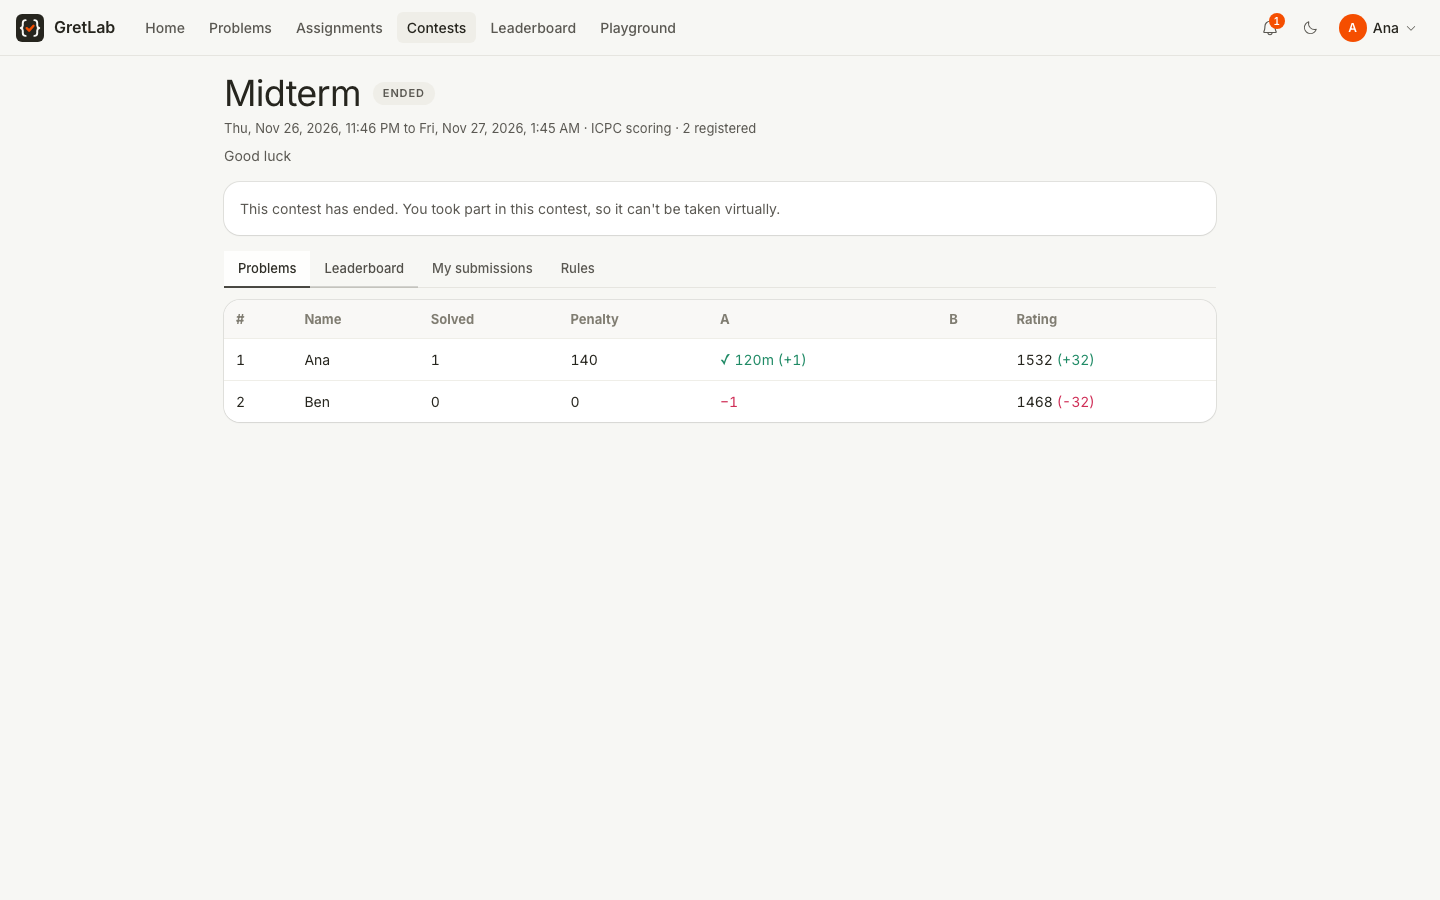 GretLab Home Problems Assignments Contests Leaderboard Playground 1 A Ana
Midterm ENDED
Thu, Nov 26, 2026, 11:46 PM to Fri, Nov 27, 2026, 1:45 AM · ICPC scoring · 2 registered
Good luck
This contest has ended. You took part in this contest, so it can't be taken virtually.
Problems Leaderboard My submissions Rules
# Name Solved Penalty A B Rating
1 Ana 1 140 ✓ 120m (+1) 1532 (+32)
2 Ben 0 0 −1 1468 (-32)